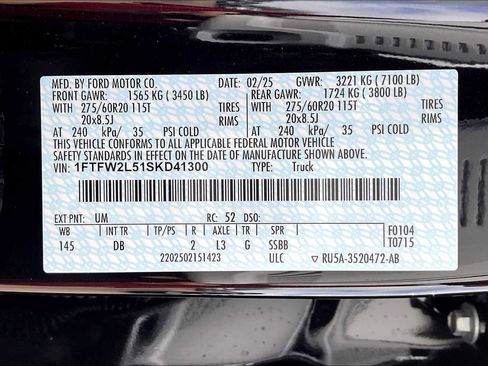 MFD. BY FORD MOTOR CO. DATE: 02/25 GVWR: 3221 KG ( 7100 LB)
FRONT GAWR: 1565 KG ( 3450 LB) REAR GAWR: 1724 KG ( 3800 LB)
WITH 275/60R20 115T TIRES WITH 275/60R20 115T TIRES
20x8.5J RIMS 20x8.5J RIMS
AT 240 kPa/ 35 PSI COLD AT 240 kPa/ 35 PSI COLD
THIS VEHICLE CONFORMS TO ALL APPLICABLE FEDERAL MOTOR VEHICLE
SAFETY STANDARDS IN EFFECT ON THE DATE OF MANUFACTURE SHOWN ABOVE.
VIN: 1FTFW2L51SKD41300 TYPE: Truck
EXT PNT: UM RC: 52 DSO:
WB TP/PS R AXLE TR SPR F0104
145 DB 2 L3 G SSBB T0715
2202502151423 ULC RU5A-3520472-AB